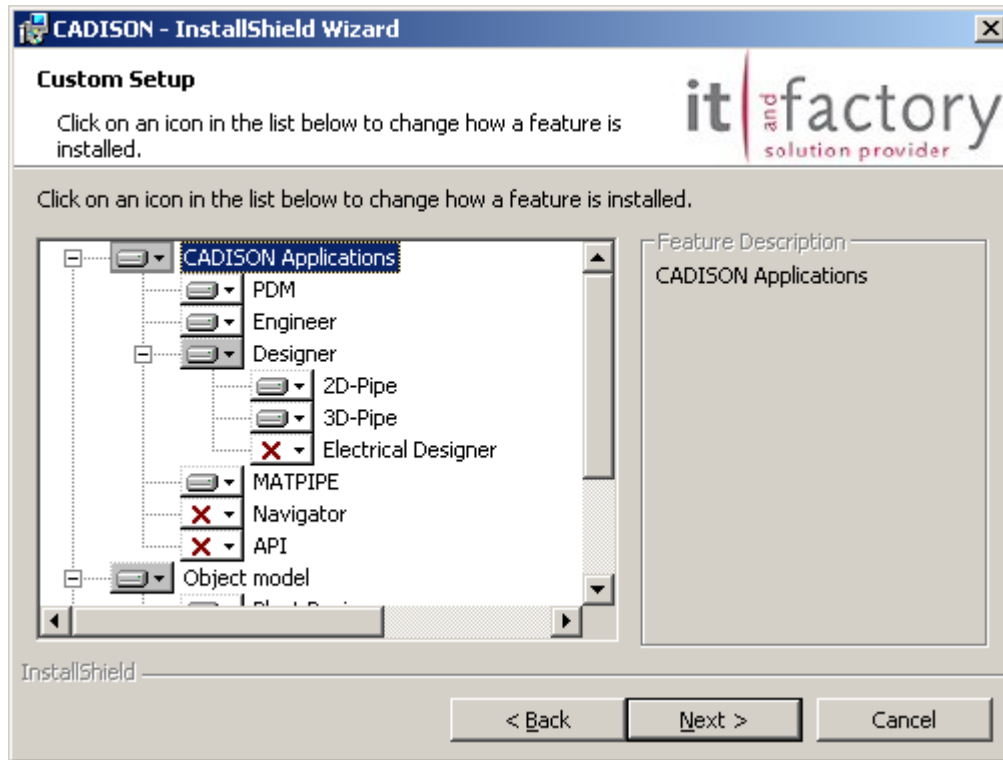 CADISON - InstallShield Wizard
Custom Setup
Click on an icon in the list below to change how a feature is
installed.
it and factory
solution provider
Click on an icon in the list below to change how a feature is installed.
CADISON Applications
PDM
Engineer
Designer
2D-Pipe
3D-Pipe
Electrical Designer
MATPIPE
Navigator
API
Object model
Feature Description
CADISON Applications
InstallShield
< Back
Next >
Cancel